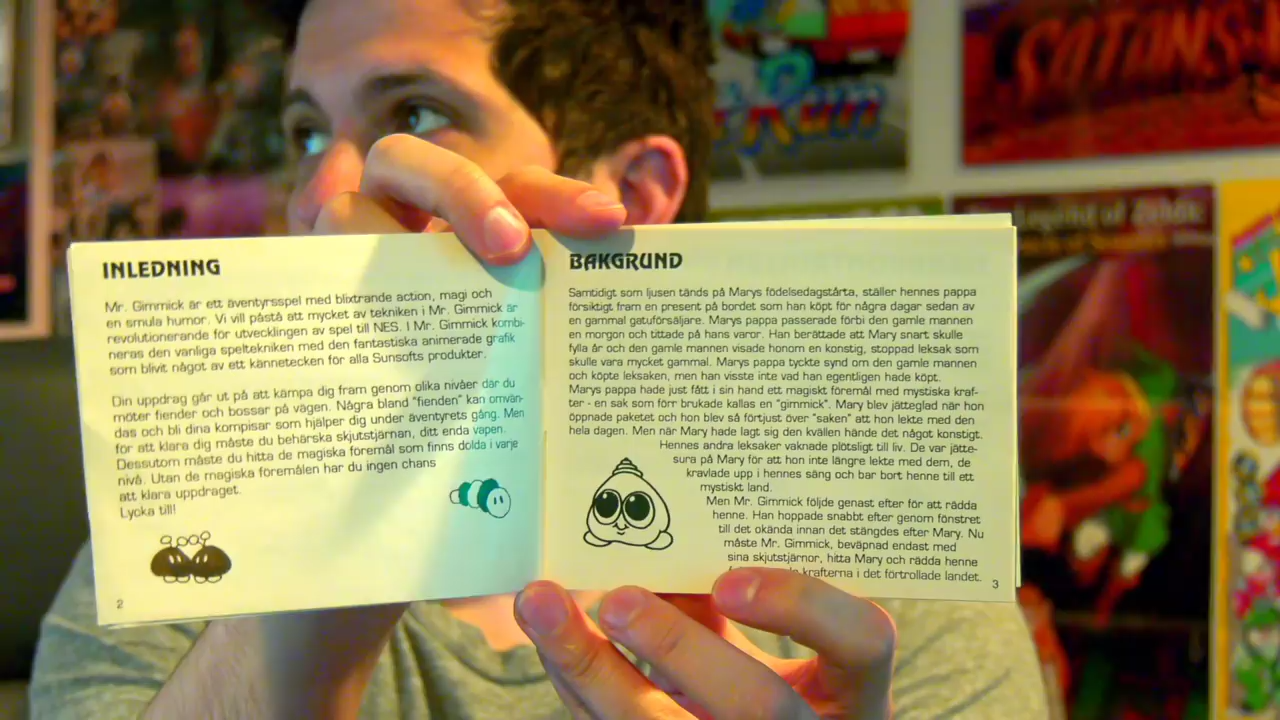 Run
SATANS
The Legend of Zelda
INLEDNING
Mr. Gimmick är ett äventyrsspel med blixtrande action, magi och
en smula humor. Vi vill påstå att mycket av tekniken i Mr. Gimmick är
revolutionerande för utvecklingen av spel till NES. I Mr. Gimmick kombi-
neras den vanliga speltekniken med den fantastiska animerade grafik
som blivit något av ett kännetecken för alla Sunsofts produkter.
Din uppdrag går ut på att kämpa dig fram genom olika nivåer där du
möter fiender och bossar på vägen. Några bland "fienden" kan omvän-
das och bli dina kompisar som hjälper dig under äventyrets gång. Men
för att klara dig måste du behärska skjutstjärnan, ditt enda vapen.
Dessutom måste du hitta de magiska föremål som finns dolda i varje
nivå. Utan de magiska föremålen har du ingen chans
att klara uppdraget.
Lycka till!
2
BAKGRUND
Samtidigt som ljusen tänds på Marys födelsedagstårta, ställer hennes pappa
försiktigt fram en present på bordet som han köpt för några dagar sedan av
en gammal gatuförsäljare. Marys pappa passerade förbi den gamle mannen
en morgon och tittade på hans varor. Han berättade att Mary snart skulle
fylla år och den gamle mannen visade honom en konstig, stoppad leksak som
skulle vara mycket gammal. Marys pappa tyckte synd om den gamle mannen
och köpte leksaken, men han visste inte vad han egentligen hade köpt.
Marys pappa hade just fått i sin hand ett magiskt föremål med mystiska kraf-
ter - en sak som förr brukade kallas en "gimmick". Mary blev jätteglad när hon
öppnade paketet och hon blev så förtjust över "saken" att hon lekte med den
hela dagen. Men när Mary hade lagt sig den kvällen hände det något konstigt.
Hennes andra leksaker vaknade plötsligt till liv. De var jätte-
sura på Mary för att hon inte längre lekte med dem, de
kravlade upp i hennes säng och bar bort henne till ett
mystiskt land.
Men Mr. Gimmick följde genast efter för att rädda
henne. Han hoppade snabbt efter genom fönstret
till det okända innan det stängdes efter Mary. Nu
måste Mr. Gimmick, beväpnad endast med
sina skjutstjärnor, hitta Mary och rädda henne
krafterna i det förtrollade landet.
3